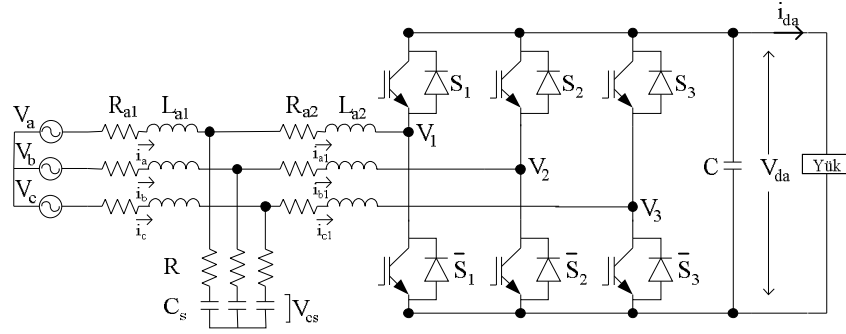 i_da
R_a1 L_a1 R_a2 L_a2
S_1 S_2 S_3
V_a
V_1
i_a i_a1
V_b
V_2
C V_da Yük
i_b i_b1
V_c
V_3
i_c i_c1
R
S̄_1 S̄_2 S̄_3
C_s V_cs